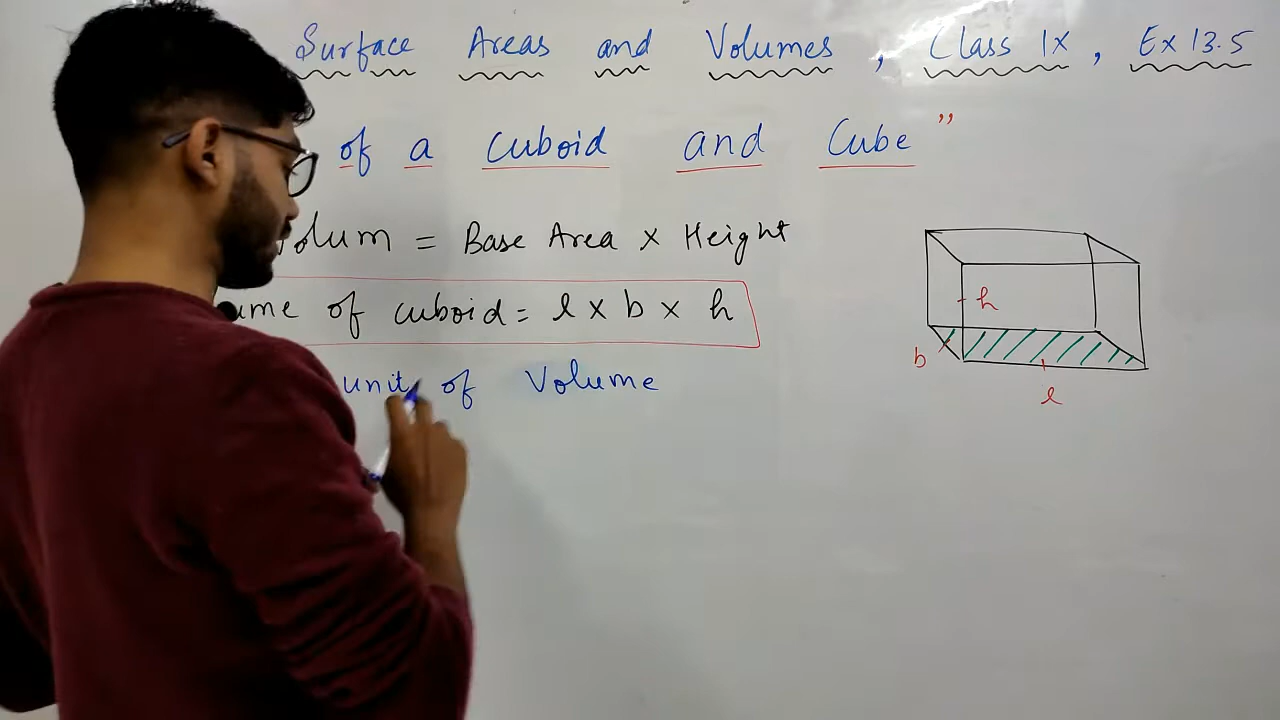 Surface Areas and Volumes, Class IX, Ex 13.5
of a cuboid and Cube"
Volum = Base Area x Height
ume of cuboid = l x b x h
unit of Volume
h
b
l